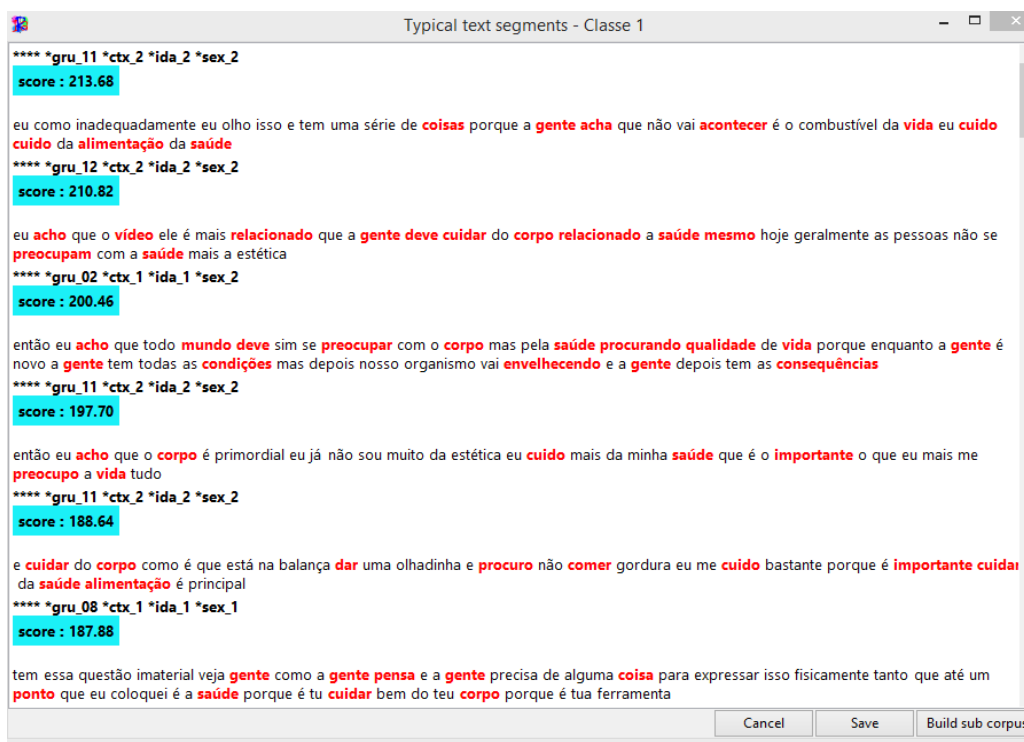 Typical text segments - Classe 1
**** *gru_11 *ctx_2 *ida_2 *sex_2
score : 213.68
eu como inadequadamente eu olho isso e tem uma série de coisas porque a gente acha que não vai acontecer é o combustível da vida eu cuido
cuido da alimentação da saúde
**** *gru_12 *ctx_2 *ida_2 *sex_2
score : 210.82
eu acho que o vídeo ele é mais relacionado que a gente deve cuidar do corpo relacionado a saúde mesmo hoje geralmente as pessoas não se
preocupam com a saúde mais a estética
**** *gru_02 *ctx_1 *ida_1 *sex_2
score : 200.46
então eu acho que todo mundo deve sim se preocupar com o corpo mas pela saúde procurando qualidade de vida porque enquanto a gente é
novo a gente tem todas as condições mas depois nosso organismo vai envelhecendo e a gente depois tem as consequências
**** *gru_11 *ctx_2 *ida_2 *sex_2
score : 197.70
então eu acho que o corpo é primordial eu já não sou muito da estética eu cuido mais da minha saúde que é o importante o que eu mais me
preocupo a vida tudo
**** *gru_11 *ctx_2 *ida_2 *sex_2
score : 188.64
e cuidar do corpo como é que está na balança dar uma olhadinha e procuro não comer gordura eu me cuido bastante porque é importante cuidar
da saúde alimentação é principal
**** *gru_08 *ctx_1 *ida_1 *sex_1
score : 187.88
tem essa questão imaterial veja gente como a gente pensa e a gente precisa de alguma coisa para expressar isso fisicamente tanto que até um
ponto que eu coloquei é a saúde porque é tu cuidar bem do teu corpo porque é tua ferramenta
Cancel Save Build sub corpus